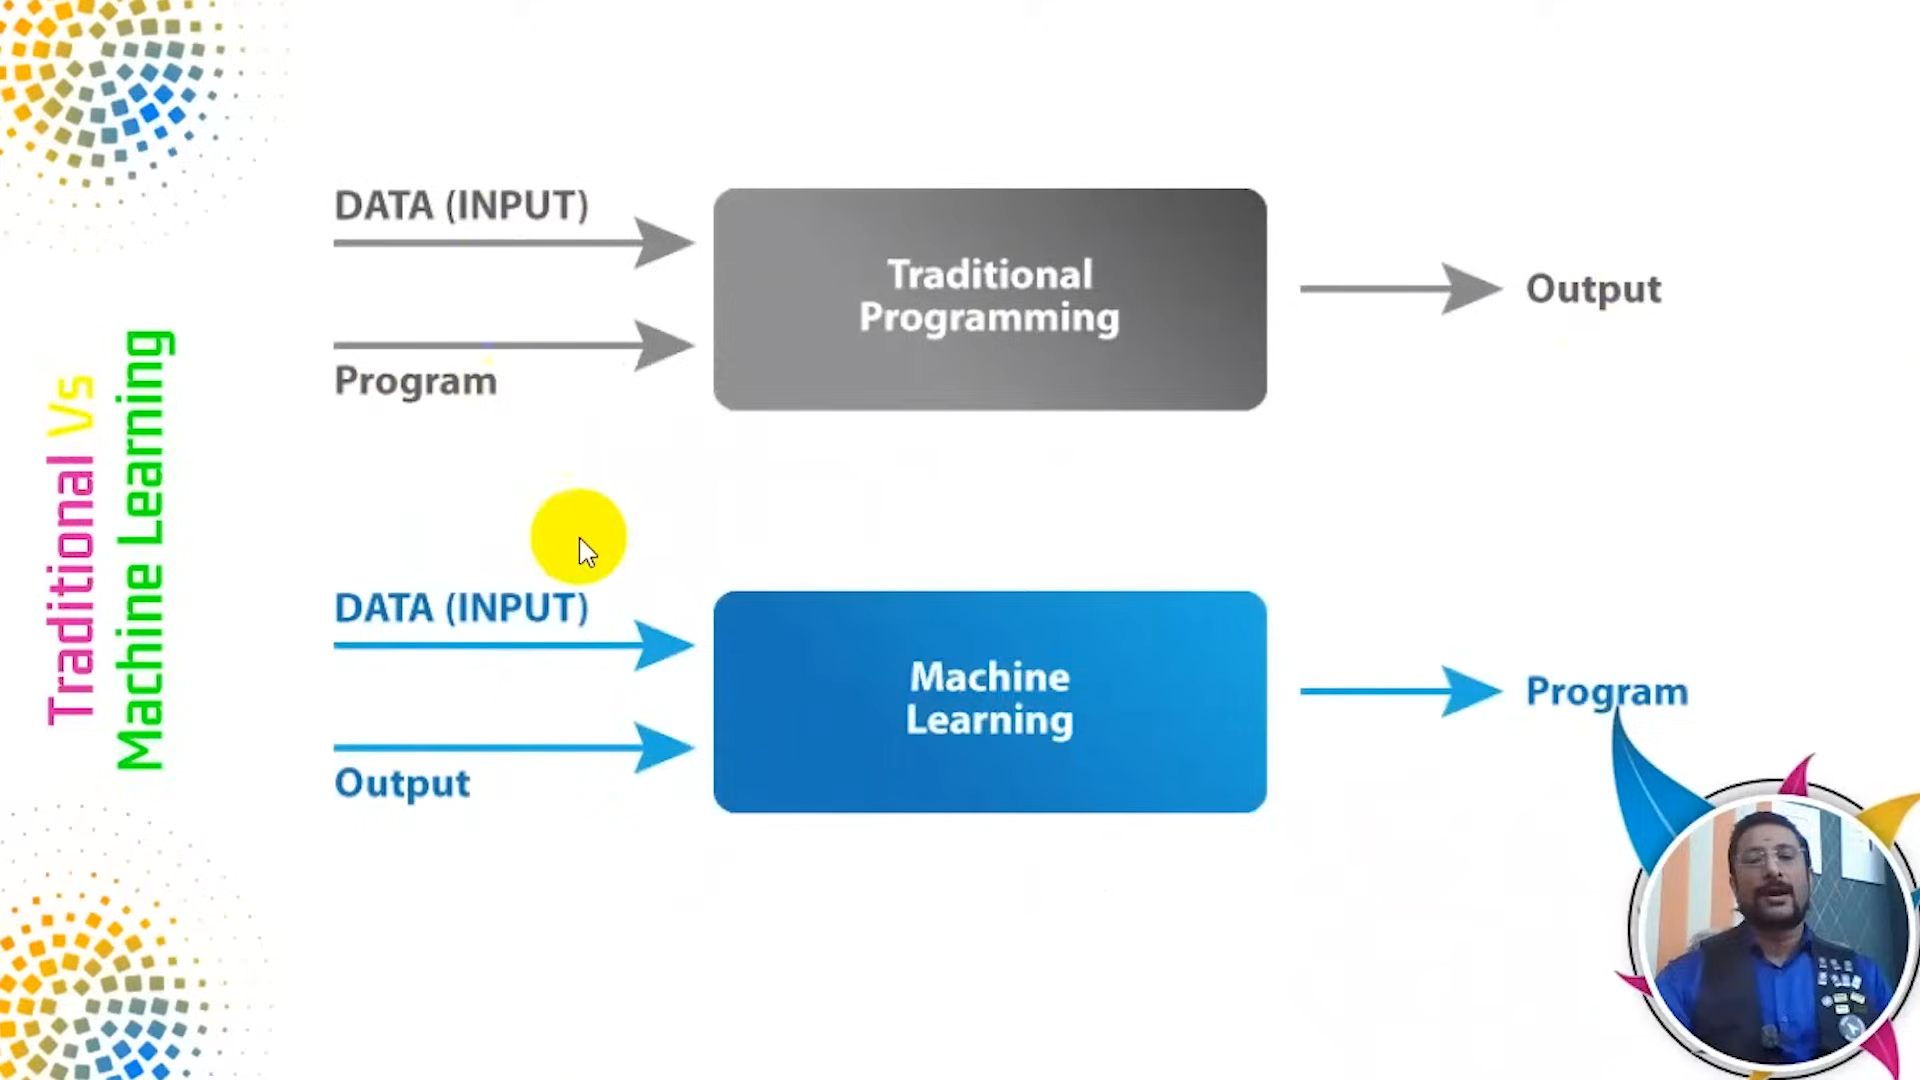 Traditional Vs
Machine Learning
DATA (INPUT)
Program
Traditional
Programming
Output
DATA (INPUT)
Output
Machine
Learning
Program